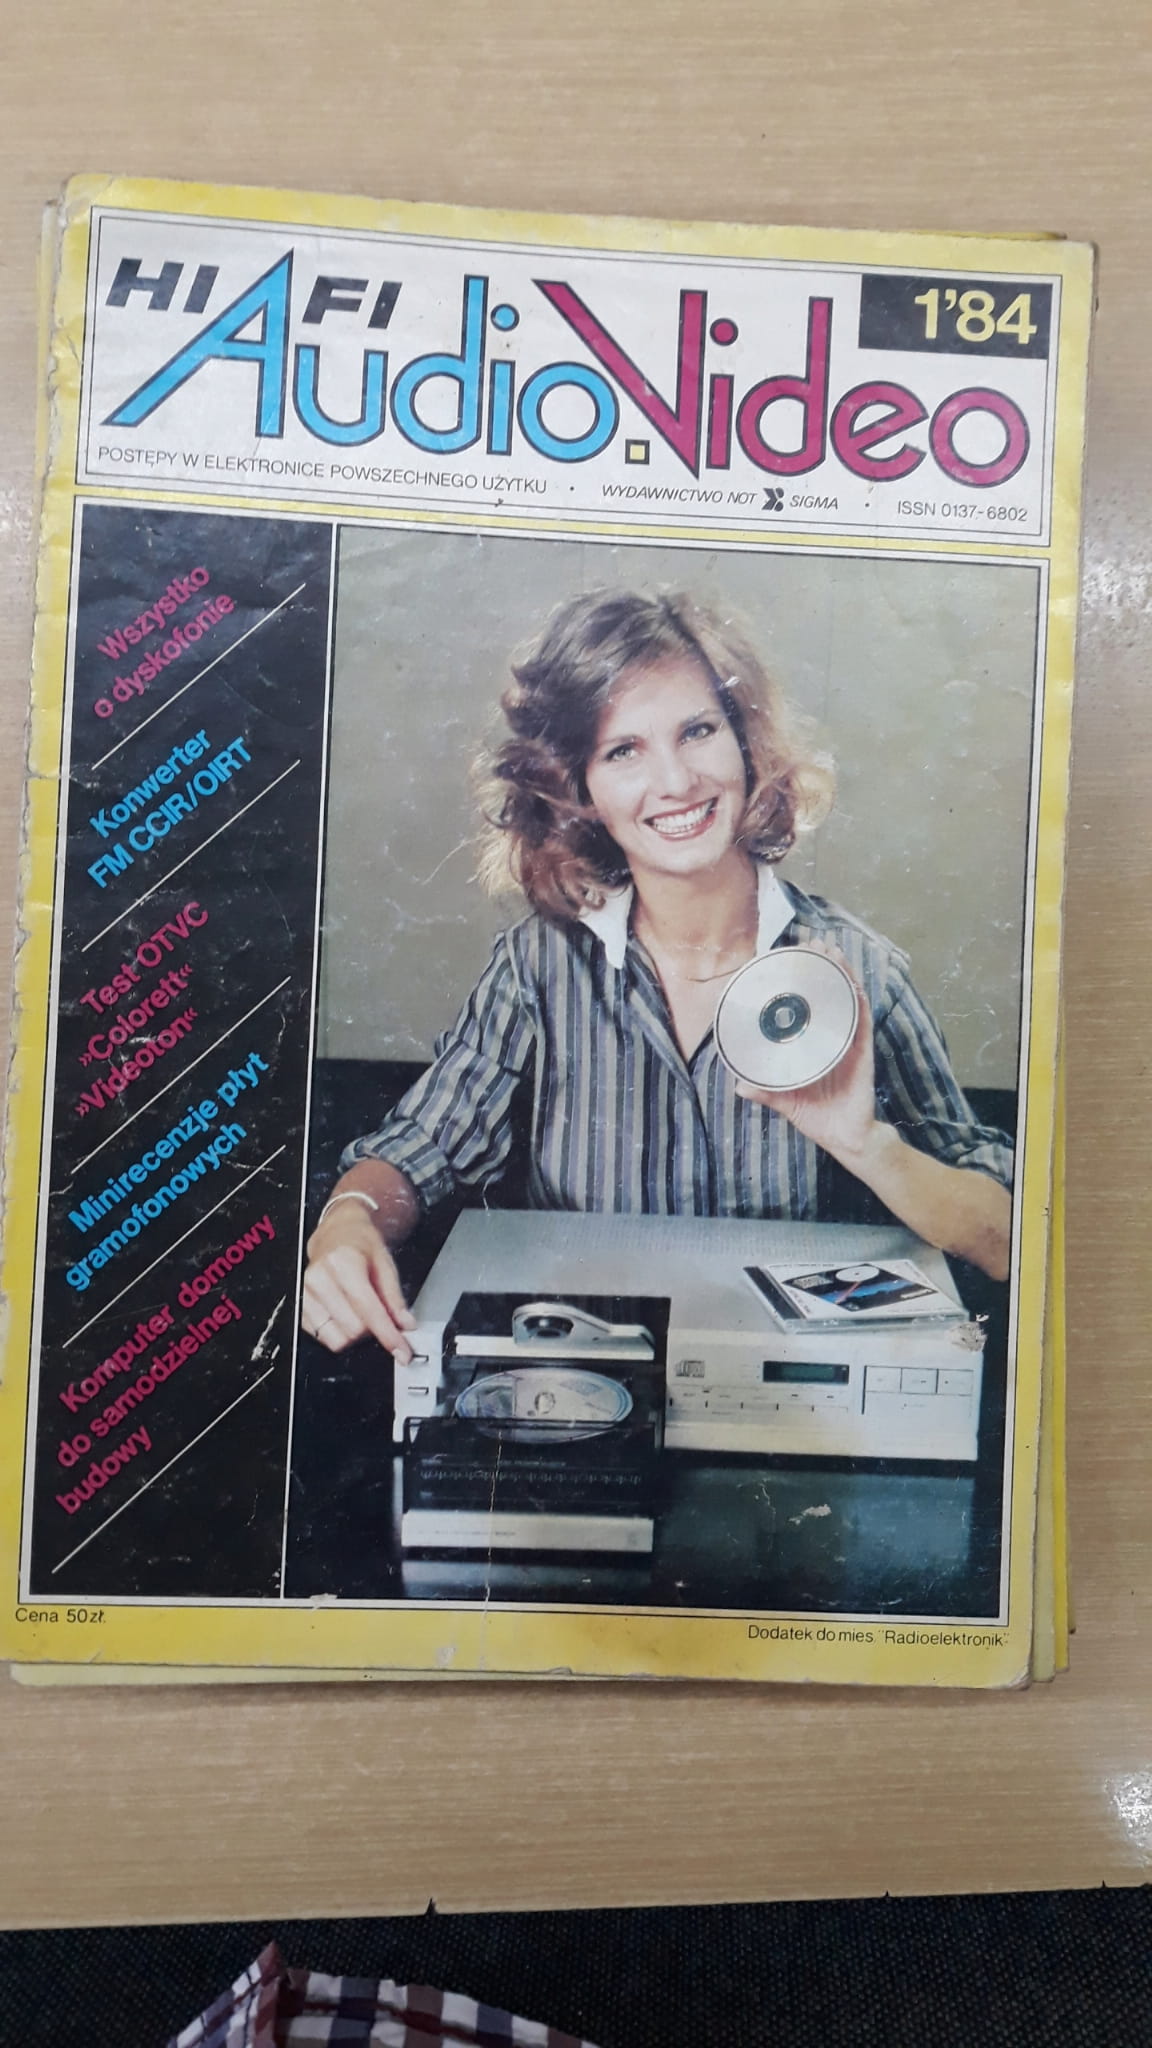 HI FI
Audio.Video
1'84
POSTĘPY W ELEKTRONICE POWSZECHNEGO UŻYTKU • WYDAWNICTWO NOT SIGMA • ISSN 0137-6802
Wszystko
o dyskofonie
Konwerter
FM CCIR/OIRT
Test OTVC
»Colorett«
»Videoton«
Minirecenzje płyt
gramofonowych
Komputer domowy
do samodzielnej
budowy
Cena 50 zł.
Dodatek do mies. "Radioelektronik"